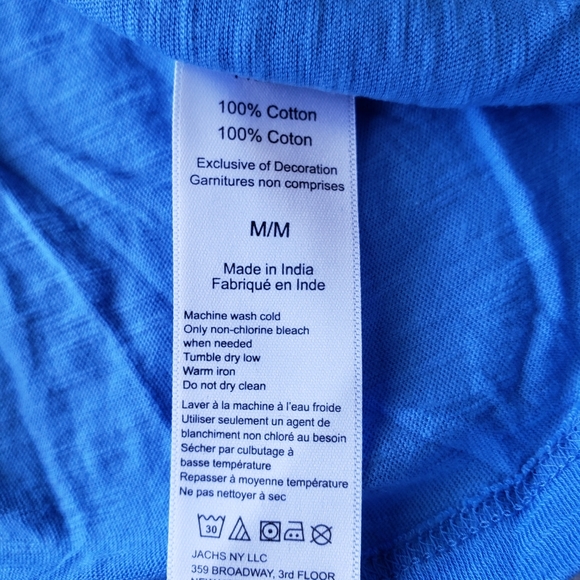 100% Cotton
100% Coton
Exclusive of Decoration
Garnitures non comprises
M/M
Made in India
Fabriqué en Inde
Machine wash cold
Only non-chlorine bleach
when needed
Tumble dry low
Warm iron
Do not dry clean
Laver à la machine à l'eau froide
Utiliser seulement un agent de
blanchiment non chloré au besoin
Sécher par culbutage à
basse température
Repasser à moyenne température
Ne pas nettoyer à sec
30
JACHS NY LLC
359 BROADWAY, 3rd FLOOR